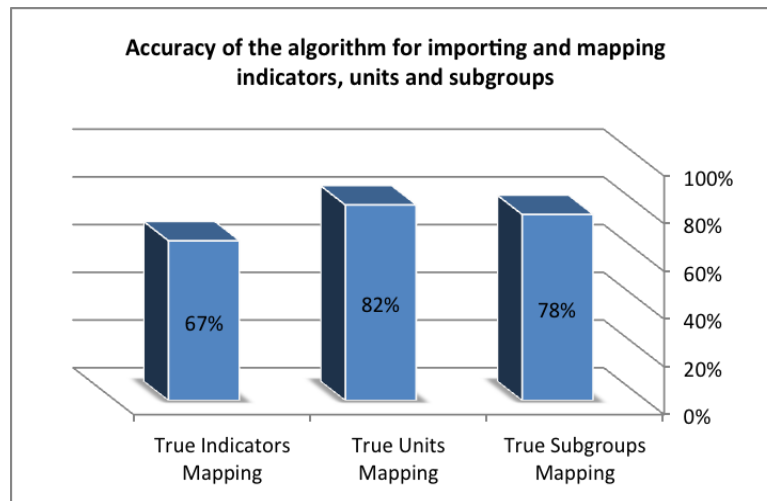 Accuracy of the algorithm for importing and mapping
indicators, units and subgroups
100%
80%
60%
40%
20%
0%
67%
82%
78%
True Indicators
Mapping
True Units
Mapping
True Subgroups
Mapping